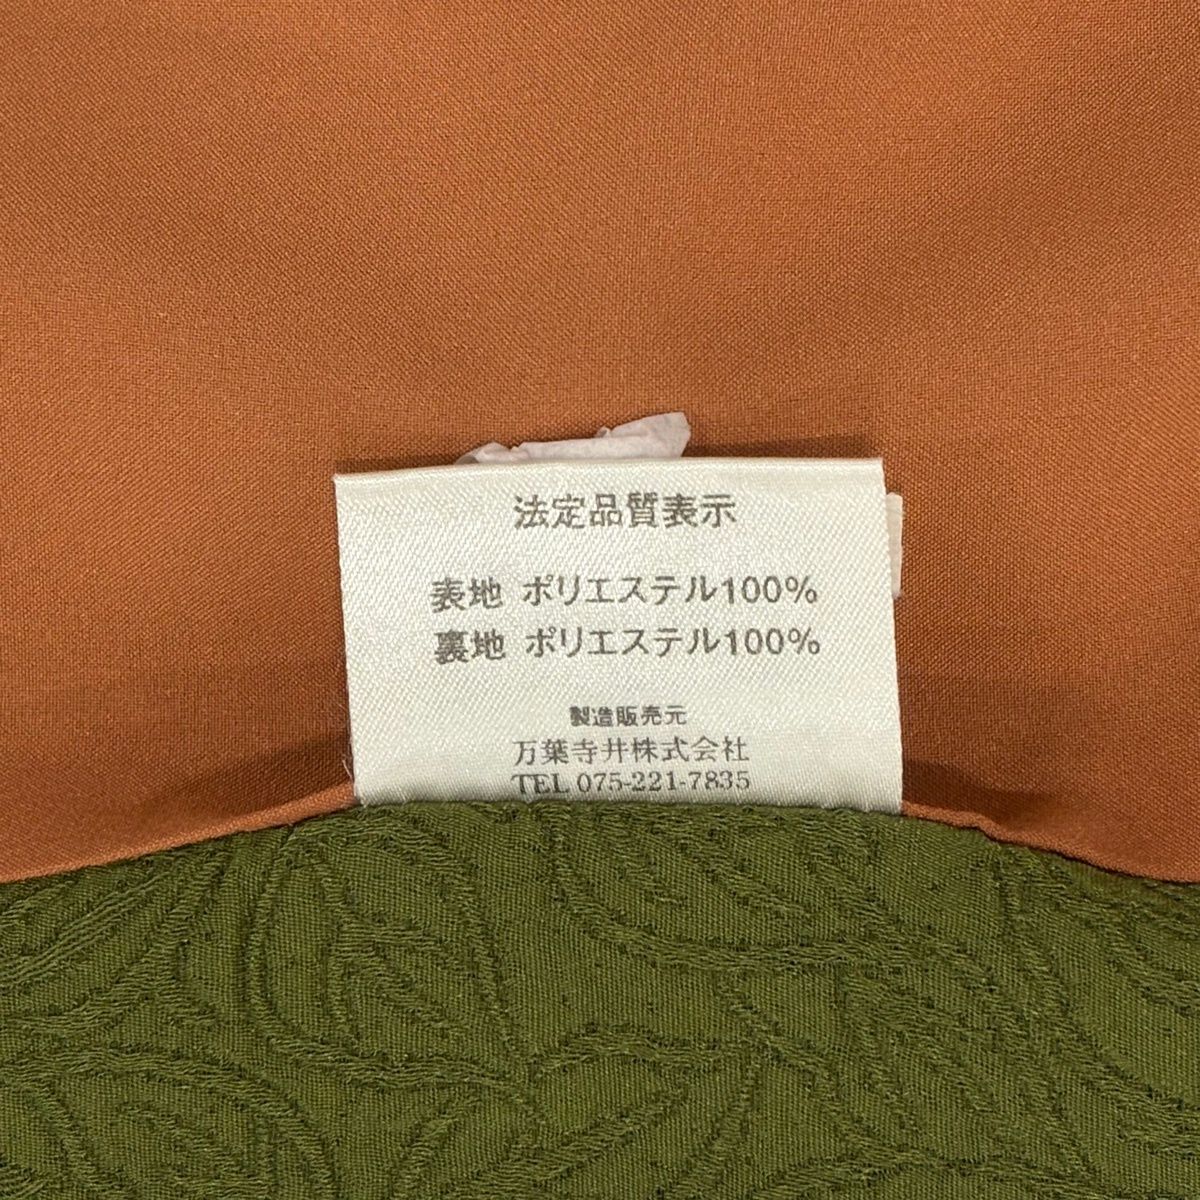 法定品質表示
表地 ポリエステル100%
裏地 ポリエステル100%
製造販売元
万葉寺井株式会社
TEL 075-221-7835